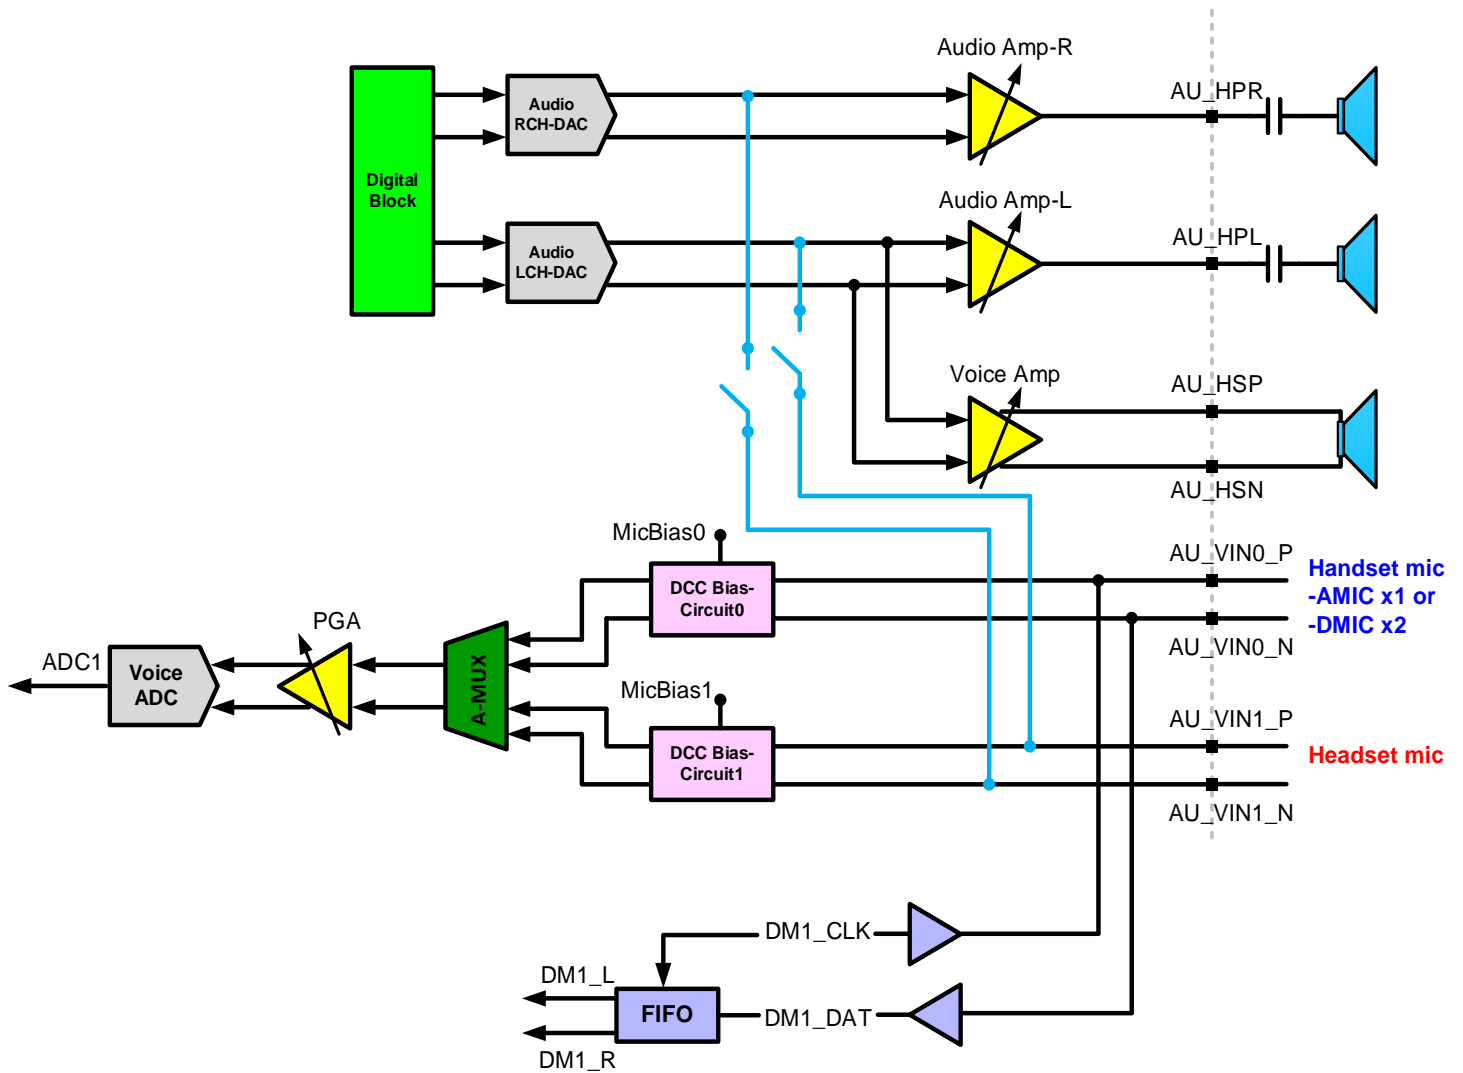 Audio Amp-R
AU_HPR
Audio
RCH-DAC
Digital
Block
Audio Amp-L
AU_HPL
Audio
LCH-DAC
Voice Amp
AU_HSP
AU_HSN
MicBias0
AU_VIN0_P
DCC Bias-
Circuit0
Handset mic
-AMIC x1 or
-DMIC x2
AU_VIN0_N
PGA
ADC1
Voice
ADC
A-MUX
MicBias1
AU_VIN1_P
DCC Bias-
Circuit1
Headset mic
AU_VIN1_N
DM1_CLK
DM1_L
FIFO
DM1_DAT
DM1_R